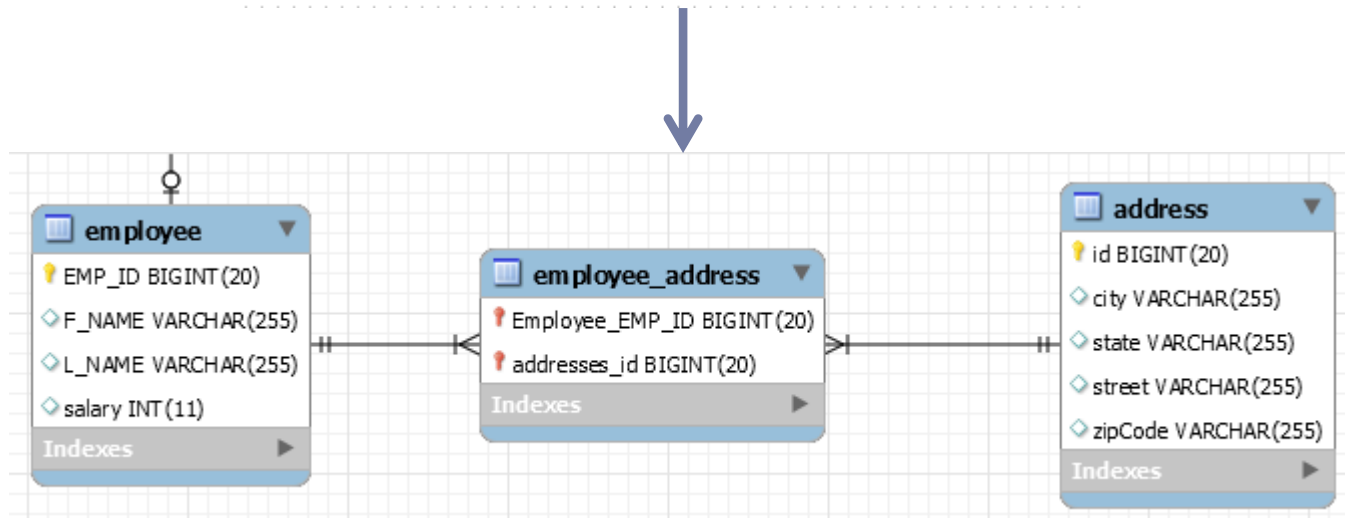 employee
EMP_ID BIGINT(20)
F_NAME VARCHAR(255)
L_NAME VARCHAR(255)
salary INT(11)
Indexes
employee_address
Employee_EMP_ID BIGINT(20)
addresses_id BIGINT(20)
Indexes
address
id BIGINT(20)
city VARCHAR(255)
state VARCHAR(255)
street VARCHAR(255)
zipCode VARCHAR(255)
Indexes